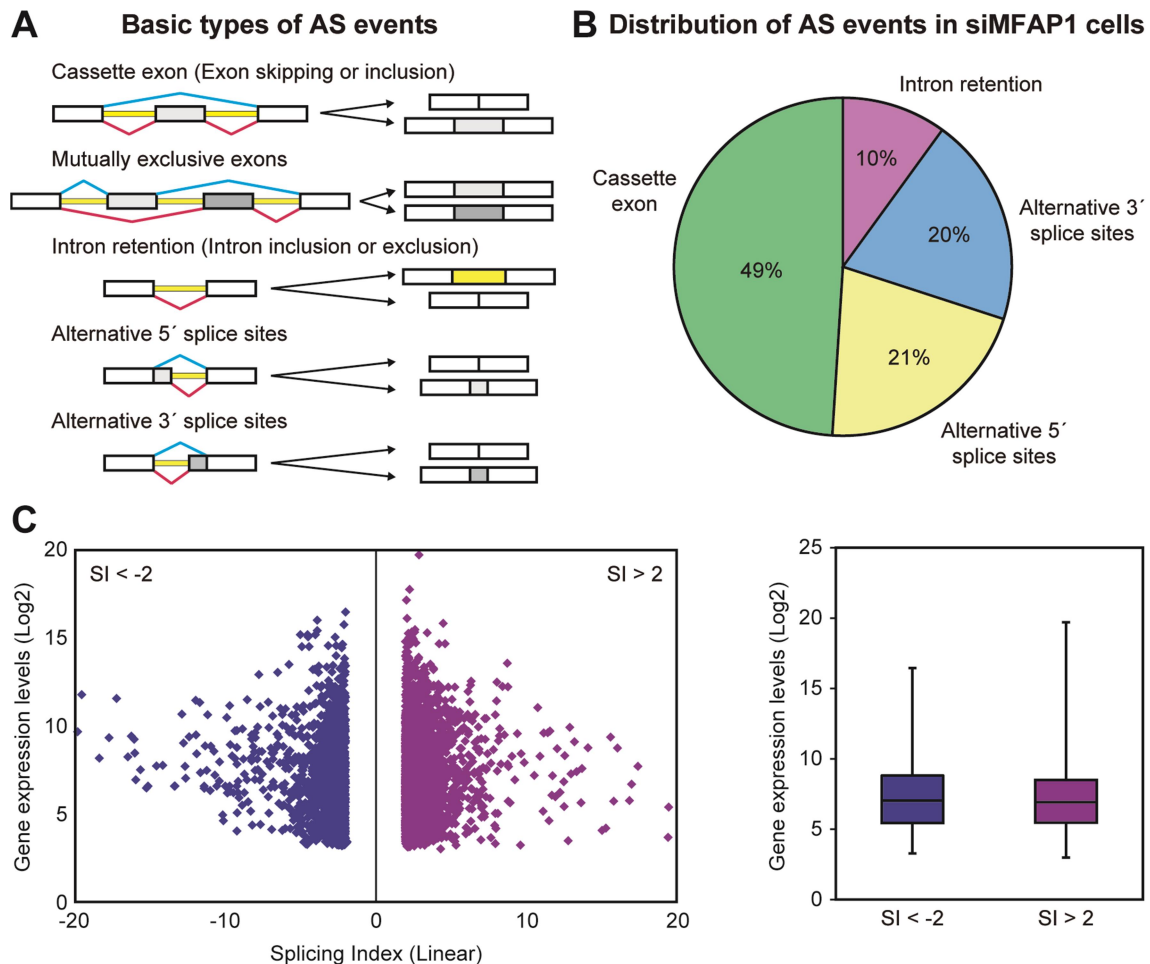 A Basic types of AS events
Cassette exon (Exon skipping or inclusion)
Mutually exclusive exons
Intron retention (Intron inclusion or exclusion)
Alternative 5´ splice sites
Alternative 3´ splice sites
B Distribution of AS events in siMFAP1 cells
Intron retention
10%
Cassette
exon
Alternative 3´
splice sites
20%
49%
21%
Alternative 5´
splice sites
C
Gene expression levels (Log2)
20
15
10
5
0
SI < -2
SI > 2
-20
-10
0
10
20
Splicing Index (Linear)
Gene expression levels (Log2)
25
20
15
10
5
0
SI < -2
SI > 2